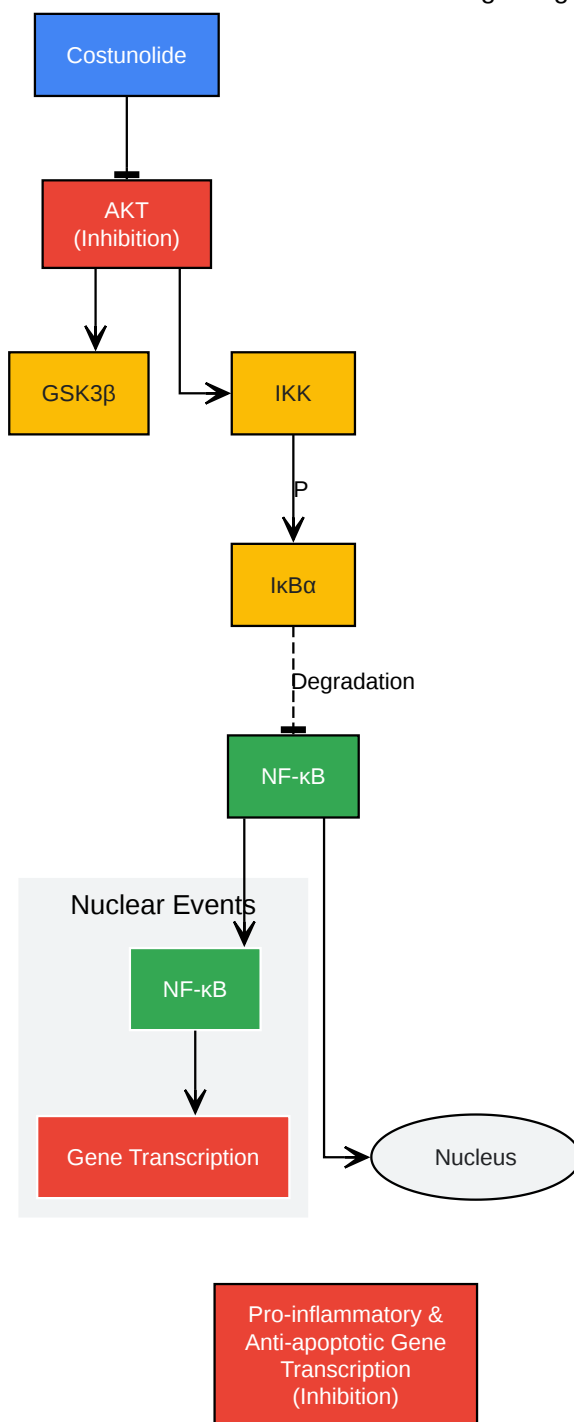 Costunolide
AKT
(Inhibition)
GSK3β
IKK
P
IκBα
Degradation
NF-κB
Nuclear Events
NF-κB
Gene Transcription
Nucleus
Pro-inflammatory &
Anti-apoptotic Gene
Transcription
(Inhibition)